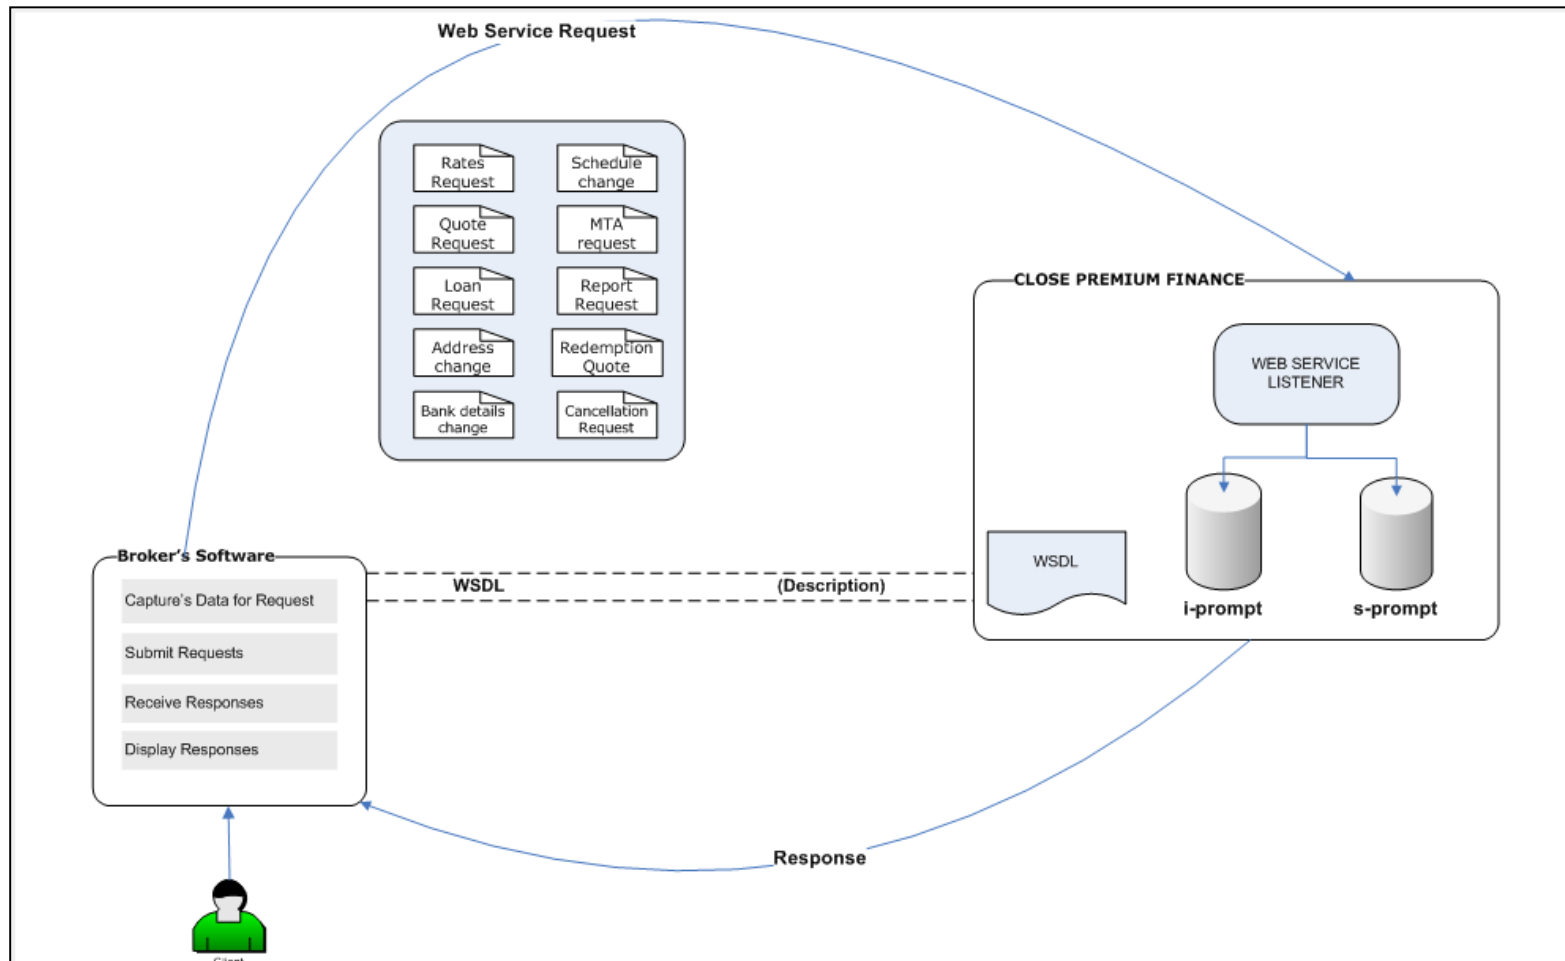 Web Service Request
Rates
Request
Schedule
change
Quote
Request
MTA
request
Loan
Request
Report
Request
Address
change
Redemption
Quote
Bank details
change
Cancellation
Request
CLOSE PREMIUM FINANCE
WEB SERVICE
LISTENER
WSDL
i-prompt
s-prompt
Broker's Software
Capture's Data for Request
Submit Requests
Receive Responses
Display Responses
WSDL
(Description)
Response
Client